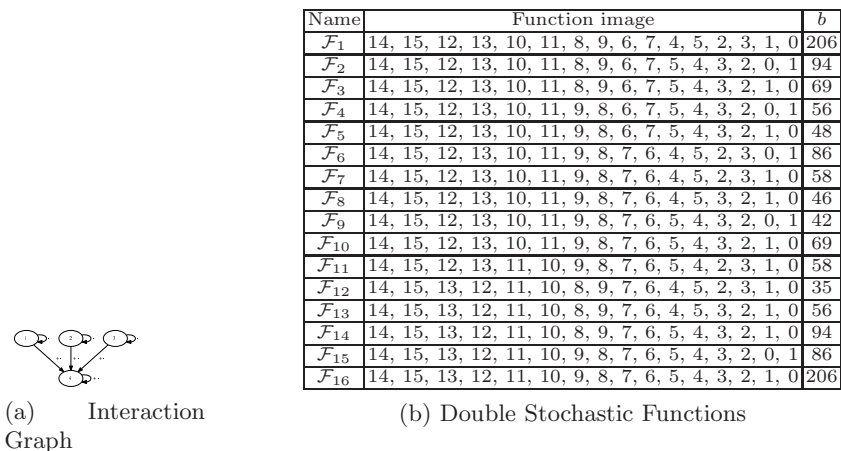 Name Function image b
F1 14, 15, 12, 13, 10, 11, 8, 9, 6, 7, 4, 5, 2, 3, 1, 0 206
F2 14, 15, 12, 13, 10, 11, 8, 9, 6, 7, 5, 4, 3, 2, 0, 1 94
F3 14, 15, 12, 13, 10, 11, 8, 9, 6, 7, 5, 4, 3, 2, 1, 0 69
F4 14, 15, 12, 13, 10, 11, 9, 8, 6, 7, 5, 4, 3, 2, 0, 1 56
F5 14, 15, 12, 13, 10, 11, 9, 8, 6, 7, 5, 4, 3, 2, 1, 0 48
F6 14, 15, 12, 13, 10, 11, 9, 8, 7, 6, 4, 5, 2, 3, 0, 1 86
F7 14, 15, 12, 13, 10, 11, 9, 8, 7, 6, 4, 5, 2, 3, 1, 0 58
F8 14, 15, 12, 13, 10, 11, 9, 8, 7, 6, 4, 5, 3, 2, 1, 0 46
F9 14, 15, 12, 13, 10, 11, 9, 8, 7, 6, 5, 4, 3, 2, 0, 1 42
F10 14, 15, 12, 13, 10, 11, 9, 8, 7, 6, 5, 4, 3, 2, 1, 0 69
F11 14, 15, 12, 13, 11, 10, 9, 8, 7, 6, 5, 4, 2, 3, 1, 0 58
F12 14, 15, 13, 12, 11, 10, 8, 9, 7, 6, 4, 5, 2, 3, 1, 0 35
F13 14, 15, 13, 12, 11, 10, 8, 9, 7, 6, 4, 5, 3, 2, 1, 0 56
F14 14, 15, 13, 12, 11, 10, 8, 9, 7, 6, 5, 4, 3, 2, 1, 0 94
F15 14, 15, 13, 12, 11, 10, 9, 8, 7, 6, 5, 4, 3, 2, 0, 1 86
F16 14, 15, 13, 12, 11, 10, 9, 8, 7, 6, 5, 4, 3, 2, 1, 0 206
1 2 3
4
(a) Interaction
Graph
(b) Double Stochastic Functions